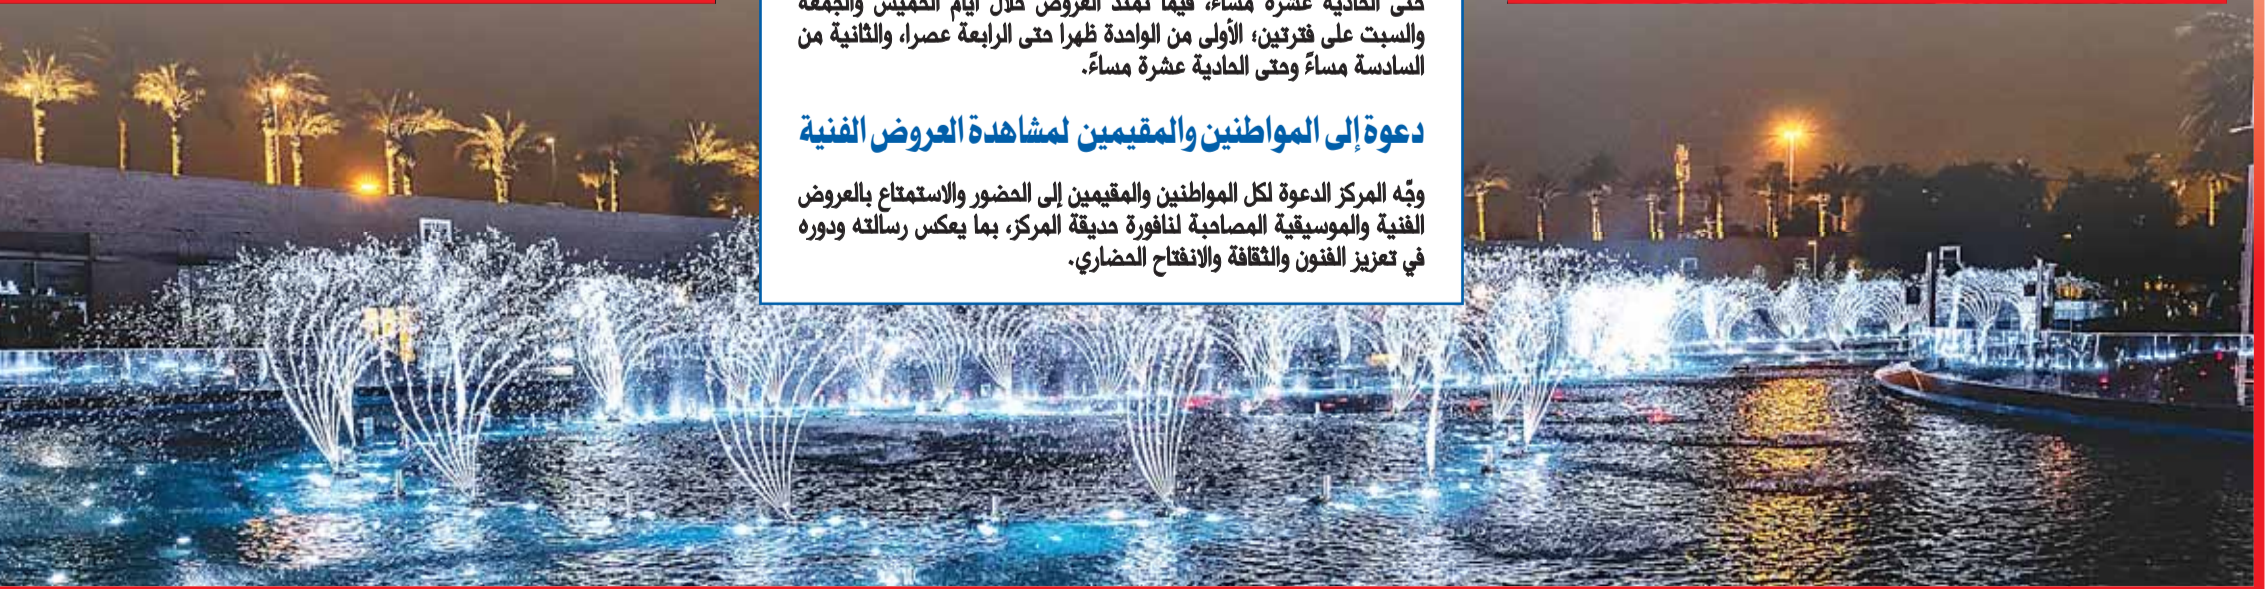 حتى الحادية عشرة مساءً، فيما تمتد العروض خلال أيام الخميس والجمعة
والسبت على فترتين؛ الأولى من الواحدة ظهرا حتى الرابعة عصرا، والثانية من
السادسة مساءً وحتى الحادية عشرة مساءً.
دعوة إلى المواطنين والمقيمين لمشاهدة العروض الفنية
وجّه المركز الدعوة لكل المواطنين والمقيمين إلى الحضور والاستمتاع بالعروض
الفنية والموسيقية المصاحبة لنافورة حديقة المركز، بما يعكس رسالته ودوره
في تعزيز الفنون والثقافة والانفتاح الحضاري.